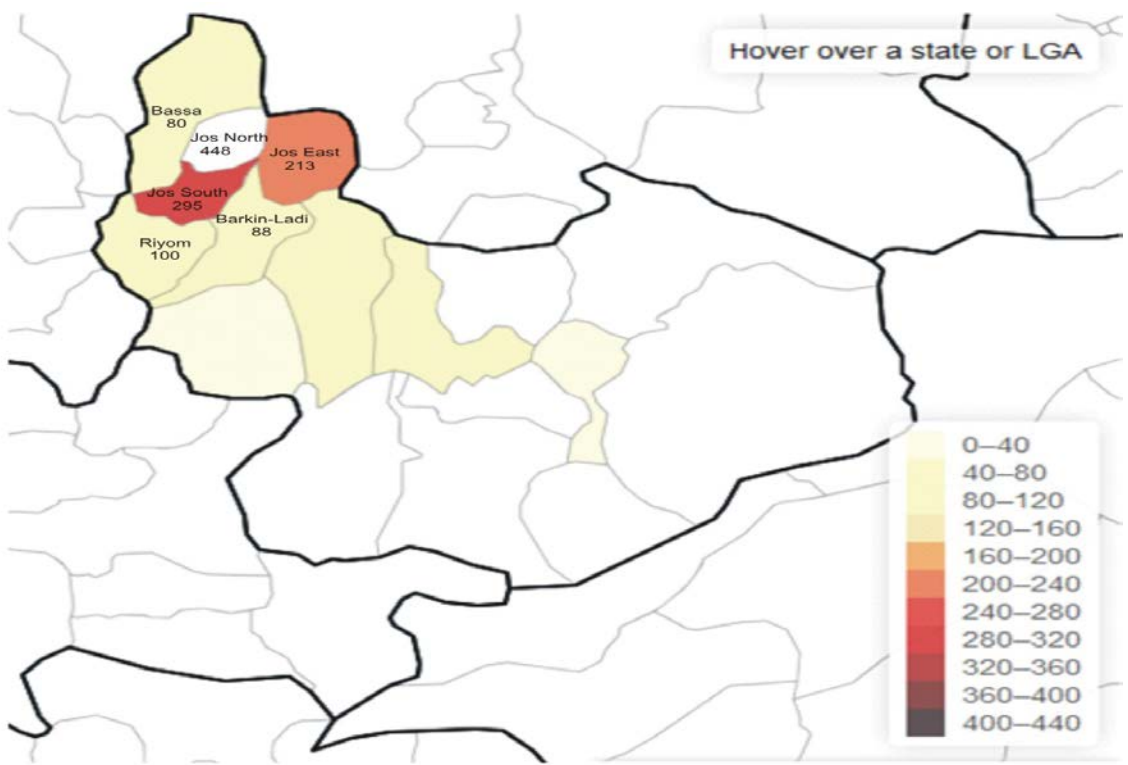 Hover over a state or LGA
Bassa
80
Jos North
448
Jos East
213
Jos South
295
Barkin-Ladi
88
Riyom
100
0–40
40–80
80–120
120–160
160–200
200–240
240–280
280–320
320–360
360–400
400–440